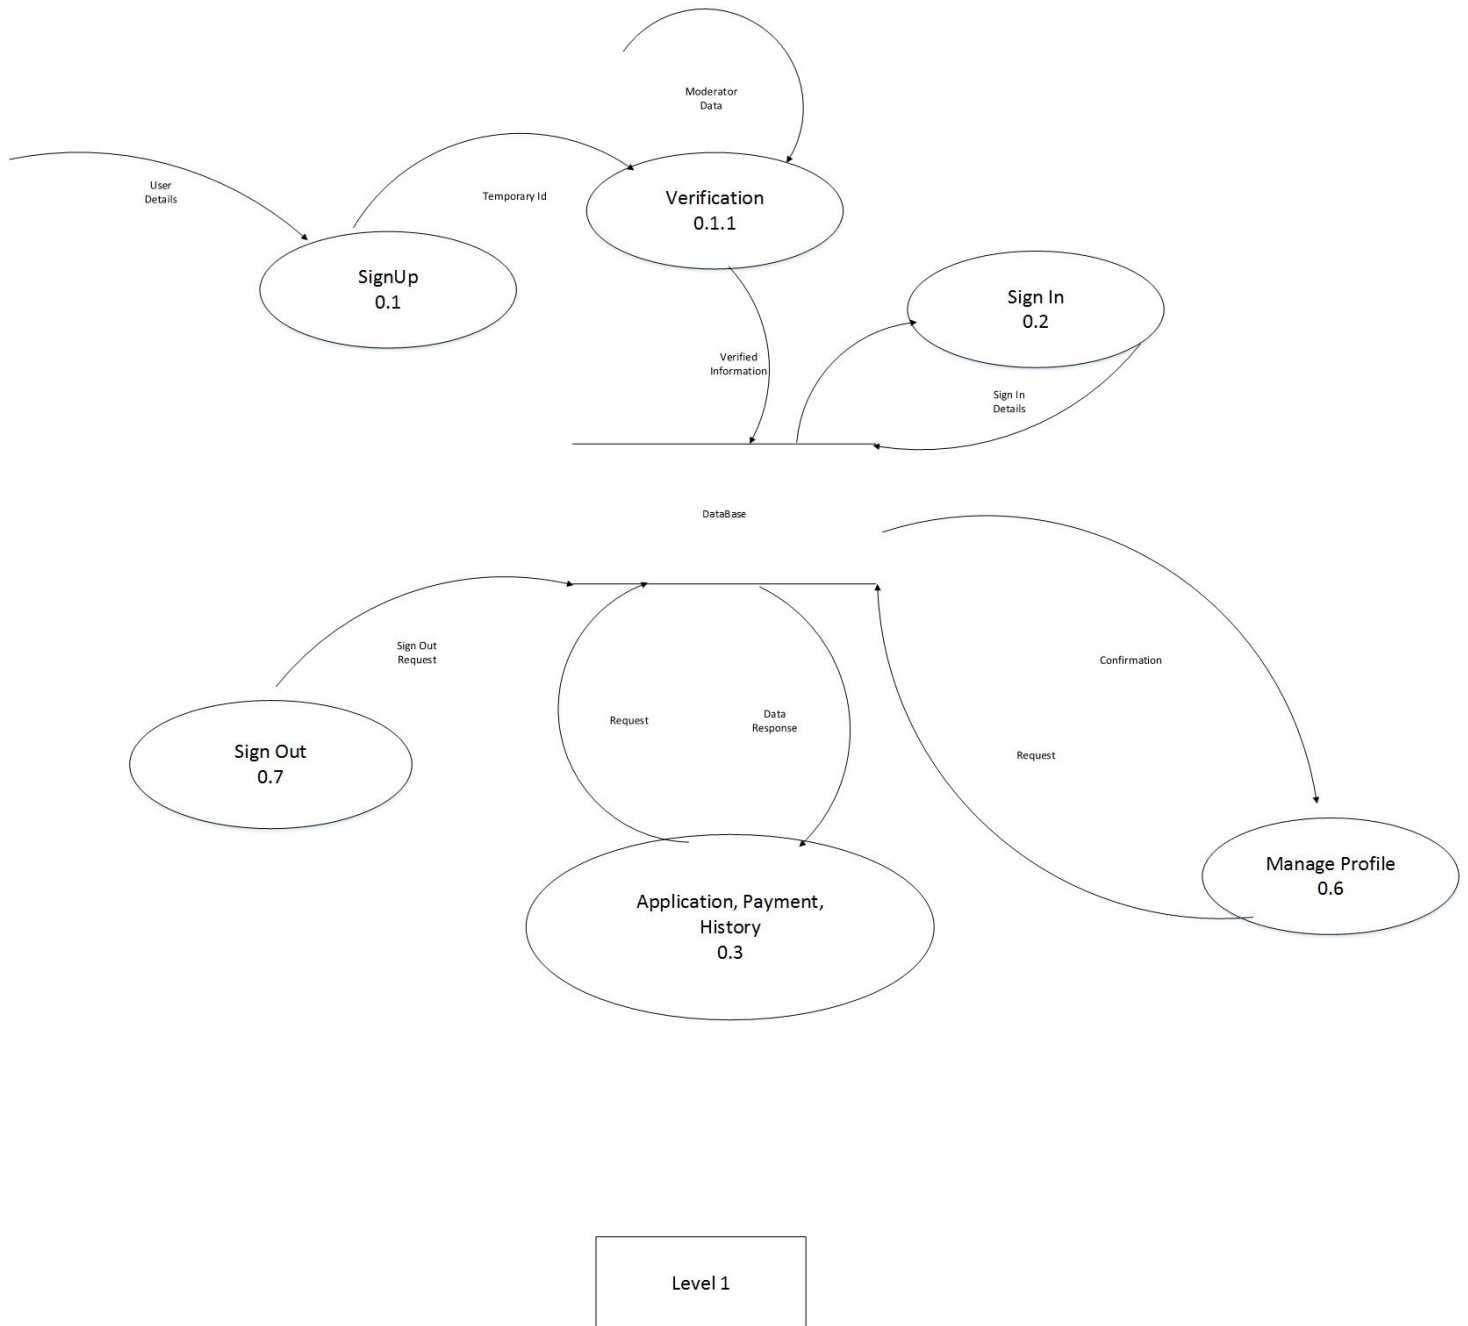 Moderator
Data
User
Details
Temporary Id
Verification
0.1.1
SignUp
0.1
Sign In
0.2
Verified
Information
Sign In
Details
DataBase
Sign Out
Request
Confirmation
Request
Data
Response
Request
Sign Out
0.7
Manage Profile
0.6
Application, Payment,
History
0.3
Level 1